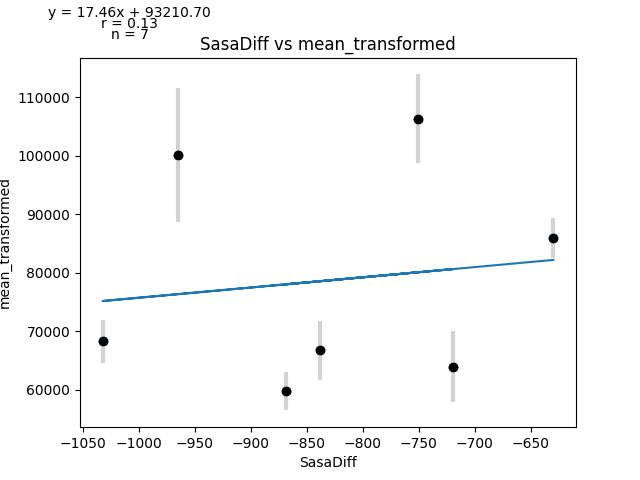 y = 17.46x + 93210.70
r = 0.13
n = 7
SasaDiff vs mean_transformed
110000
100000
90000
80000
70000
60000
mean_transformed
−1050 −1000 −950 −900 −850 −800 −750 −700 −650
SasaDiff